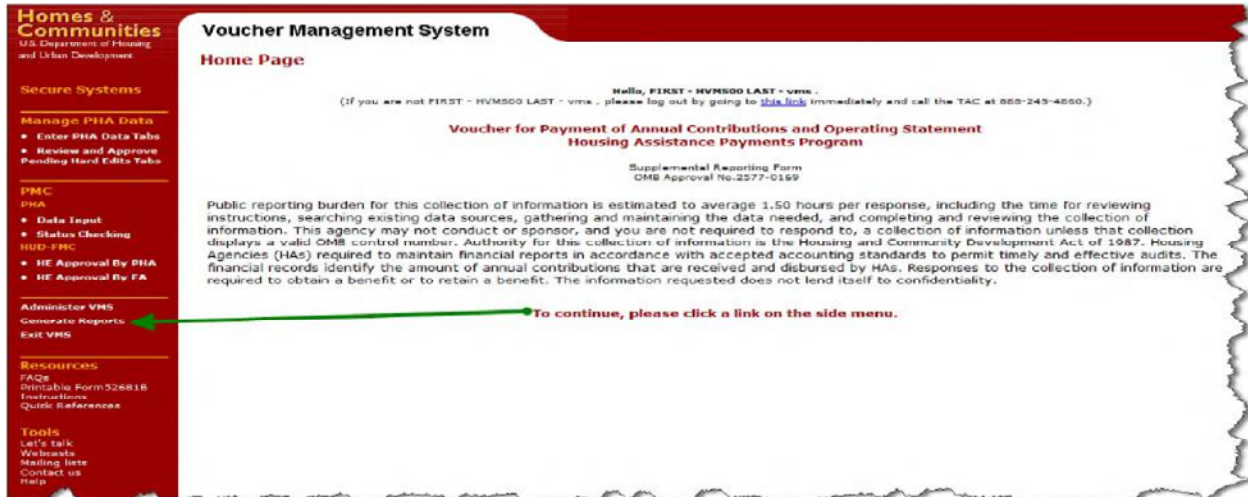 Homes &
Communities
U.S. Department of Housing
and Urban Development
Secure Systems
Manage PHA Data
• Enter PHA Data Tabs
• Review and Approve
Pending Hard Edits Tabs
PMC
PHA
• Data Input
• Status Checking
HUD-FMC
• HE Approval By PHA
• HE Approval By FA
Administer VMS
Generate Reports
Exit VMS
Resources
FAQs
Printable Form52681B
Instructions
Quick References
Tools
Let's talk
Webcasts
Mailing lists
Contact us
Help
Voucher Management System
Home Page
Hello, FIRST - HVMS00 LAST - vms .
(If you are not FIRST - HVMS00 LAST - vms , please log out by going to this link immediately and call the TAC at 888-245-4860.)
Voucher for Payment of Annual Contributions and Operating Statement
Housing Assistance Payments Program
Supplemental Reporting Form
OMB Approval No.2577-0169
Public reporting burden for this collection of information is estimated to average 1.50 hours per response, including the time for reviewing
instructions, searching existing data sources, gathering and maintaining the data needed, and completing and reviewing the collection of
information. This agency may not conduct or sponsor, and you are not required to respond to, a collection of information unless that collection
displays a valid OMB control number. Authority for this collection of information is the Housing and Community Development Act of 1987. Housing
Agencies (HAs) required to maintain financial reports in accordance with accepted accounting standards to permit timely and effective audits. The
financial records identify the amount of annual contributions that are received and disbursed by HAs. Responses to the collection of information are
required to obtain a benefit or to retain a benefit. The information requested does not lend itself to confidentiality.
To continue, please click a link on the side menu.